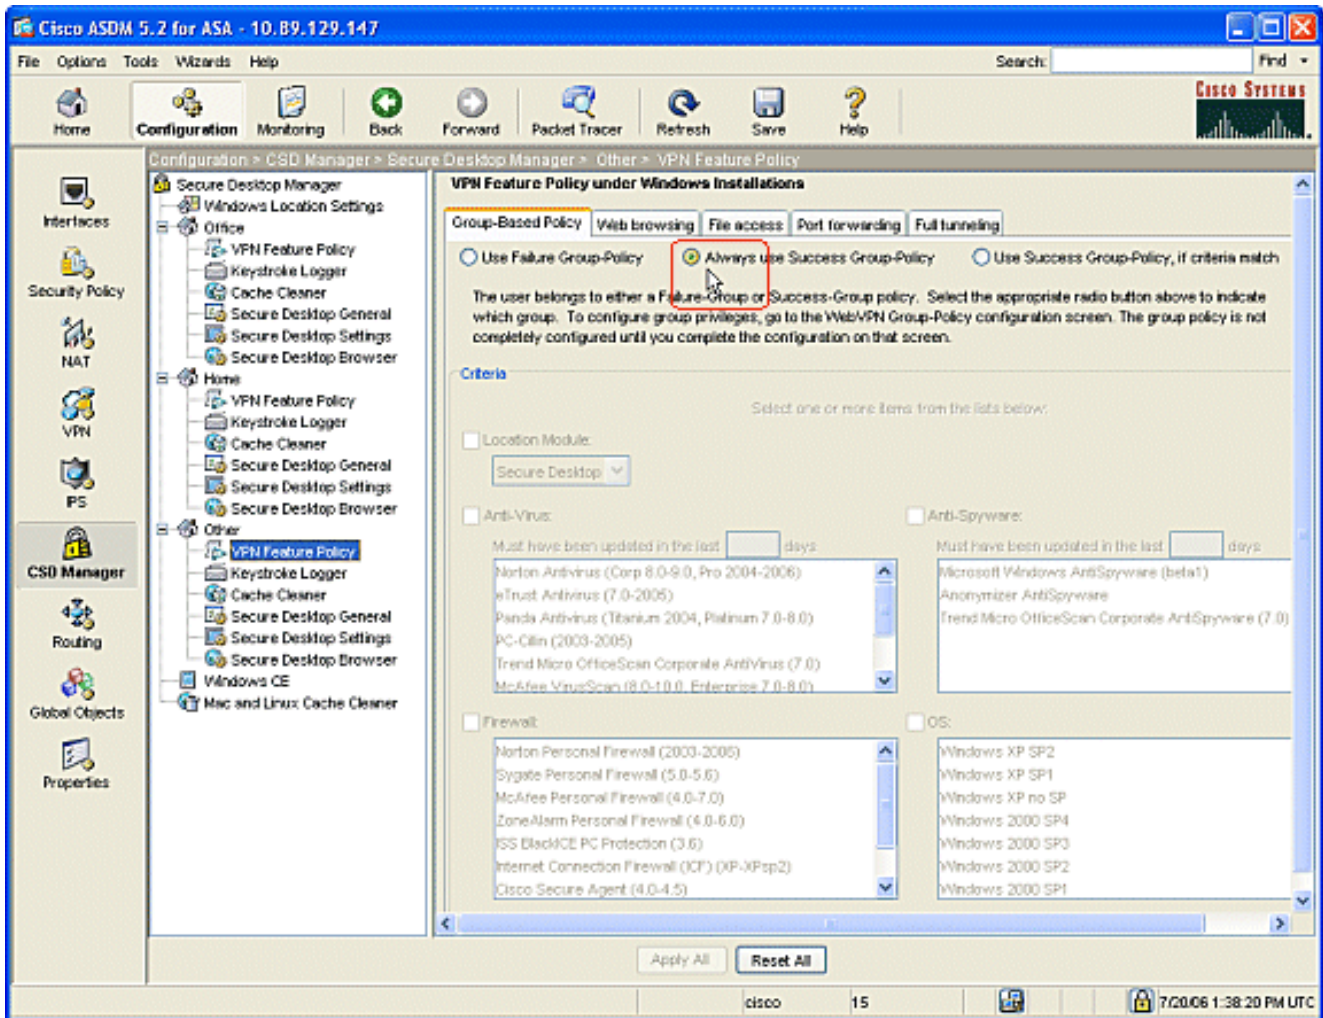 Cisco ASDM 5.2 for ASA - 10.89.129.147
File Options Tools Wizards Help Search: Find
Home Configuration Monitoring Back Forward Packet Tracer Refresh Save Help
CISCO SYSTEMS
Configuration > CSD Manager > Secure Desktop Manager > Other > VPN Feature Policy
Interfaces
Security Policy
NAT
VPN
IPS
CSD Manager
Routing
Global Objects
Properties
Secure Desktop Manager
Windows Location Settings
Office
VPN Feature Policy
Keystroke Logger
Cache Cleaner
Secure Desktop General
Secure Desktop Settings
Secure Desktop Browser
Home
VPN Feature Policy
Keystroke Logger
Cache Cleaner
Secure Desktop General
Secure Desktop Settings
Secure Desktop Browser
Other
VPN Feature Policy
Keystroke Logger
Cache Cleaner
Secure Desktop General
Secure Desktop Settings
Secure Desktop Browser
Windows CE
Mac and Linux Cache Cleaner
VPN Feature Policy under Windows Installations
Group-Based Policy Web browsing File access Port forwarding Full tunneling
Use Failure Group-Policy Always use Success Group-Policy Use Success Group-Policy, if criteria match
The user belongs to either a Failure-Group or Success-Group policy. Select the appropriate radio button above to indicate
which group. To configure group privileges, go to the WebVPN Group-Policy configuration screen. The group policy is not
completely configured until you complete the configuration on that screen.
Criteria
Select one or more items from the lists below:
Location Module:
Secure Desktop
Anti-Virus:
Must have been updated in the last days
Norton Antivirus (Corp 8.0-9.0, Pro 2004-2006)
eTrust Antivirus (7.0-2005)
Panda Antivirus (Titanium 2004, Platinum 7.0-8.0)
PC-Cillin (2003-2005)
Trend Micro OfficeScan Corporate AntiVirus (7.0)
McAfee VirusScan (8.0-10.0, Enterprise 7.0-8.0)
Anti-Spyware:
Must have been updated in the last days
Microsoft Windows AntiSpyware (beta1)
Anonymizer AntiSpyware
Trend Micro OfficeScan Corporate AntiSpyware (7.0)
Firewall:
Norton Personal Firewall (2003-2006)
Sygate Personal Firewall (5.0-5.6)
McAfee Personal Firewall (4.0-7.0)
ZoneAlarm Personal Firewall (4.0-6.0)
ISS BlackICE PC Protection (3.6)
Internet Connection Firewall (ICF) (XP-XPsp2)
Cisco Secure Agent (4.0-4.5)
OS:
Windows XP SP2
Windows XP SP1
Windows XP no SP
Windows 2000 SP4
Windows 2000 SP3
Windows 2000 SP2
Windows 2000 SP1
Apply All Reset All
cisco 15 7/20/06 1:38:20 PM UTC